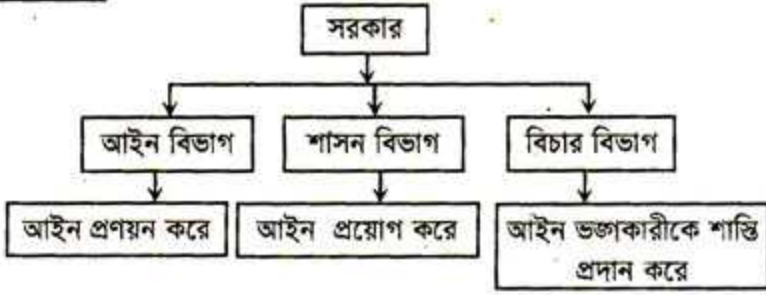 সরকার
আইন বিভাগ
শাসন বিভাগ
বিচার বিভাগ
আইন প্রণয়ন করে
আইন প্রয়োগ করে
আইন ভঙ্গকারীকে শাস্তি
প্রদান করে